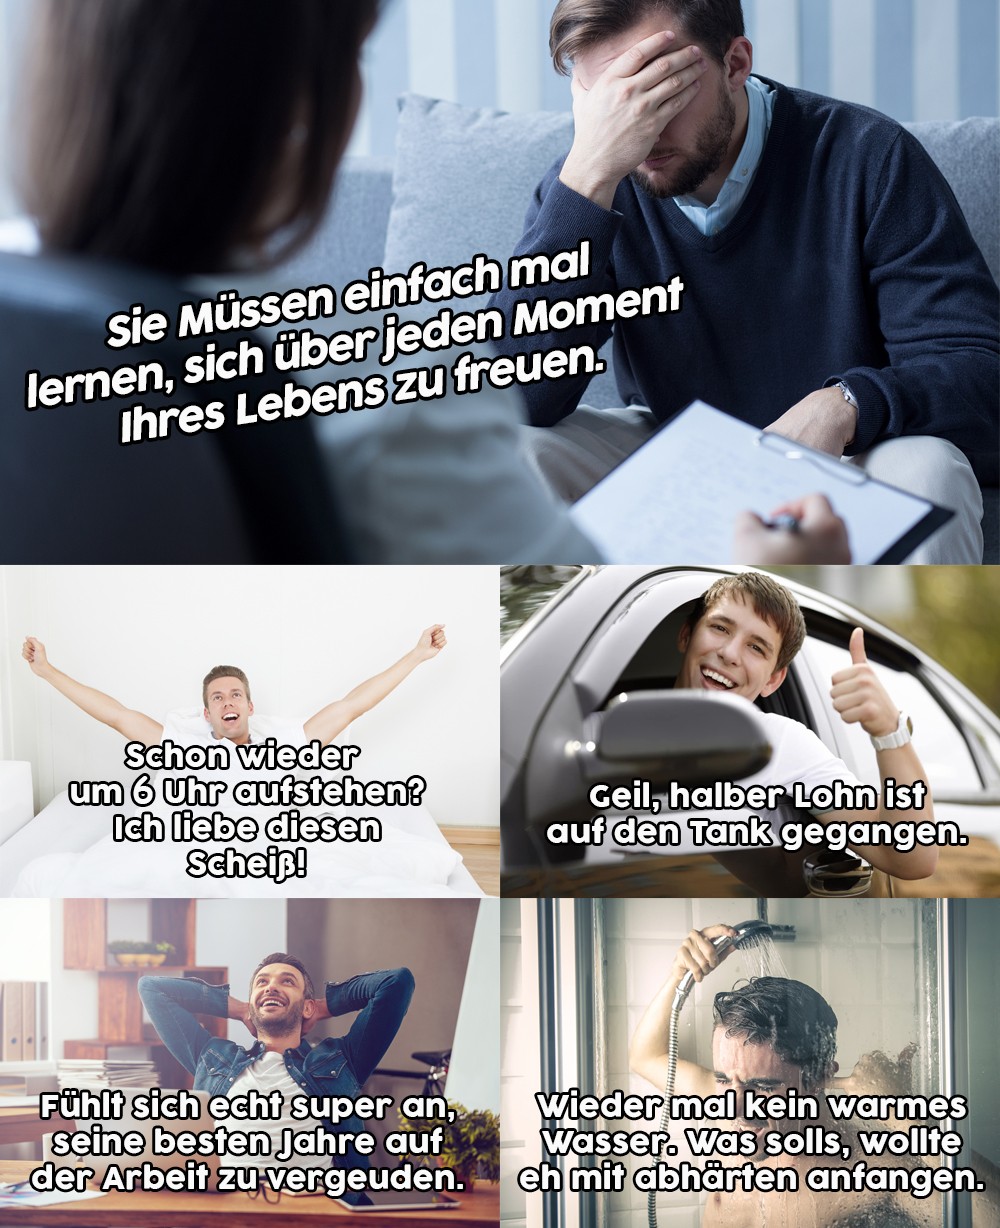 Sie Müssen einfach mal
lernen, sich über jeden Moment
Ihres Lebens zu freuen.
Schon wieder
um 6 Uhr aufstehen?
Ich liebe diesen
Scheiß!
Geil, halber Lohn ist
auf den Tank gegangen.
Fühlt sich echt super an,
seine besten Jahre auf
der Arbeit zu vergeuden.
Wieder mal kein warmes
Wasser. Was solls, wollte
eh mit abhärten anfangen.